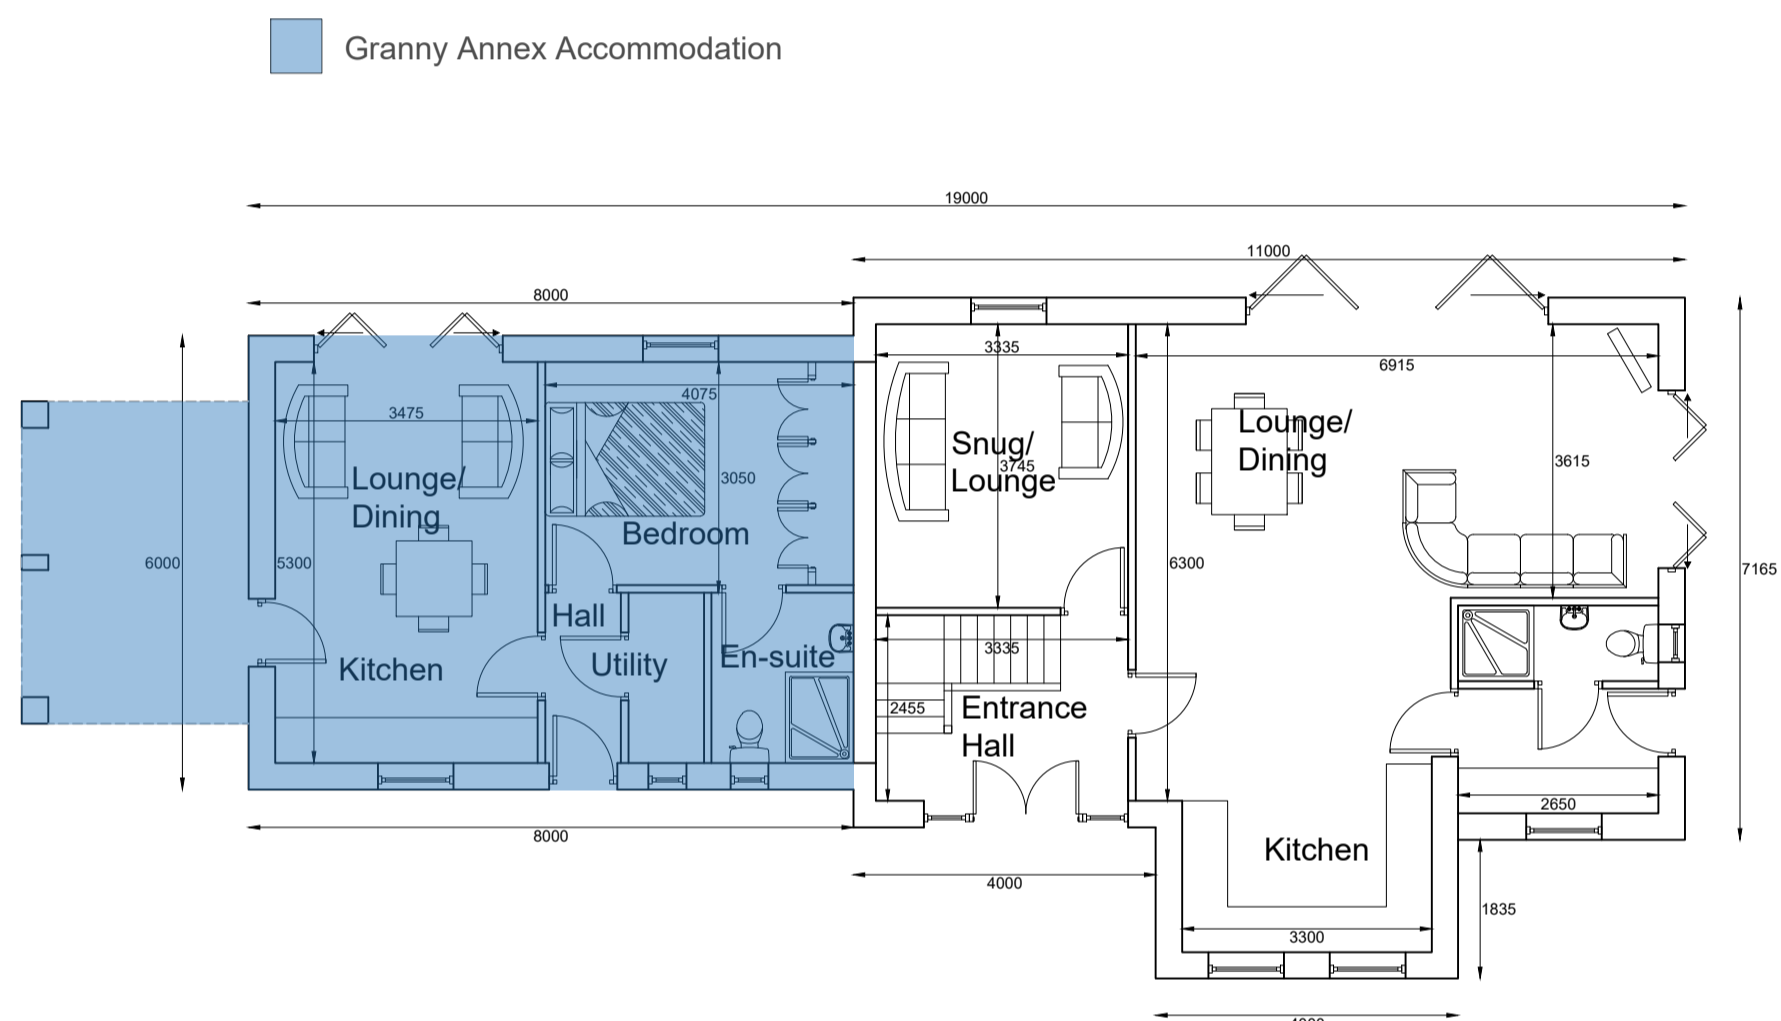 Granny Annex Accommodation
19000
11000
8000
3335
6915
4075
3475
Lounge/
Dining
Snug/
Lounge
3745
Lounge/
Dining
3615
3050
Bedroom
6000
5300
6300
7165
Hall
Kitchen
Utility
En-suite
3335
2455
Entrance
Hall
2650
8000
Kitchen
4000
1835
3300